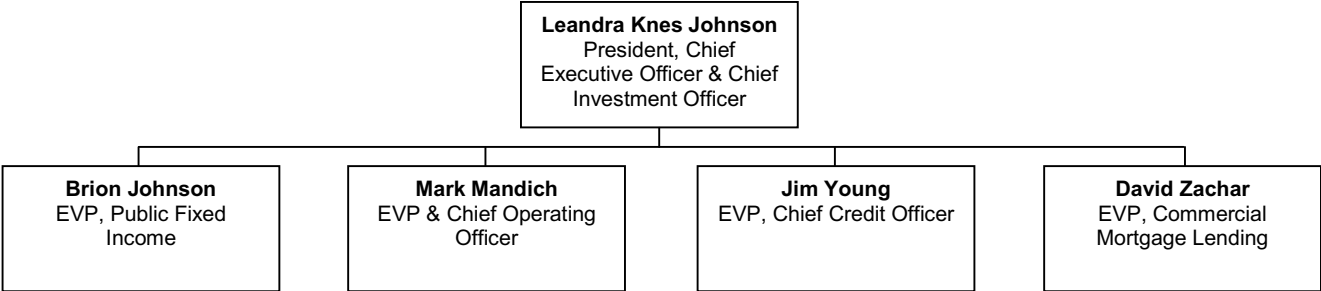 Leandra Knes Johnson
President, Chief
Executive Officer & Chief
Investment Officer
Brion Johnson
EVP, Public Fixed
Income
Mark Mandich
EVP & Chief Operating
Officer
Jim Young
EVP, Chief Credit Officer
David Zachar
EVP, Commercial
Mortgage Lending